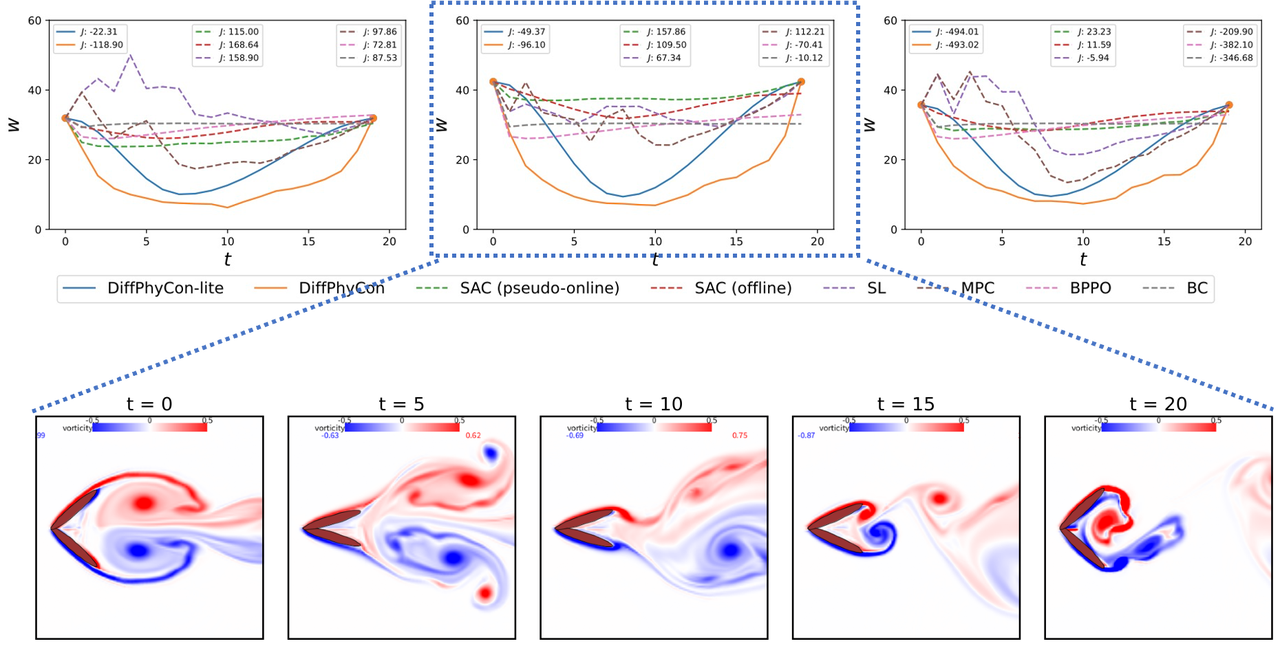 60
J: -22.31
J: -118.90
J: 115.00
J: 168.64
J: 158.90
J: 97.86
J: 72.81
J: 87.53
40
w
20
0
0 5 10 15 20
t
60
J: -49.37
J: -96.10
J: 157.86
J: 109.50
J: 67.34
J: 112.21
J: -70.41
J: -10.12
40
w
20
0
0 5 10 15 20
t
60
J: -494.01
J: -493.02
J: 23.23
J: 11.59
J: -5.94
J: -209.90
J: -382.10
J: -346.68
40
w
20
0
0 5 10 15 20
t
DiffPhyCon-lite DiffPhyCon SAC (pseudo-online) SAC (offline) SL MPC BPPO BC
t = 0
-0.5 0.5
vorticity
99
t = 5
-0.5 0.5
vorticity
-0.63 0.62
t = 10
-0.5 0.5
vorticity
-0.69 0.75
t = 15
-0.5 0.5
vorticity
-0.87
t = 20
-0.5 0.5
vorticity